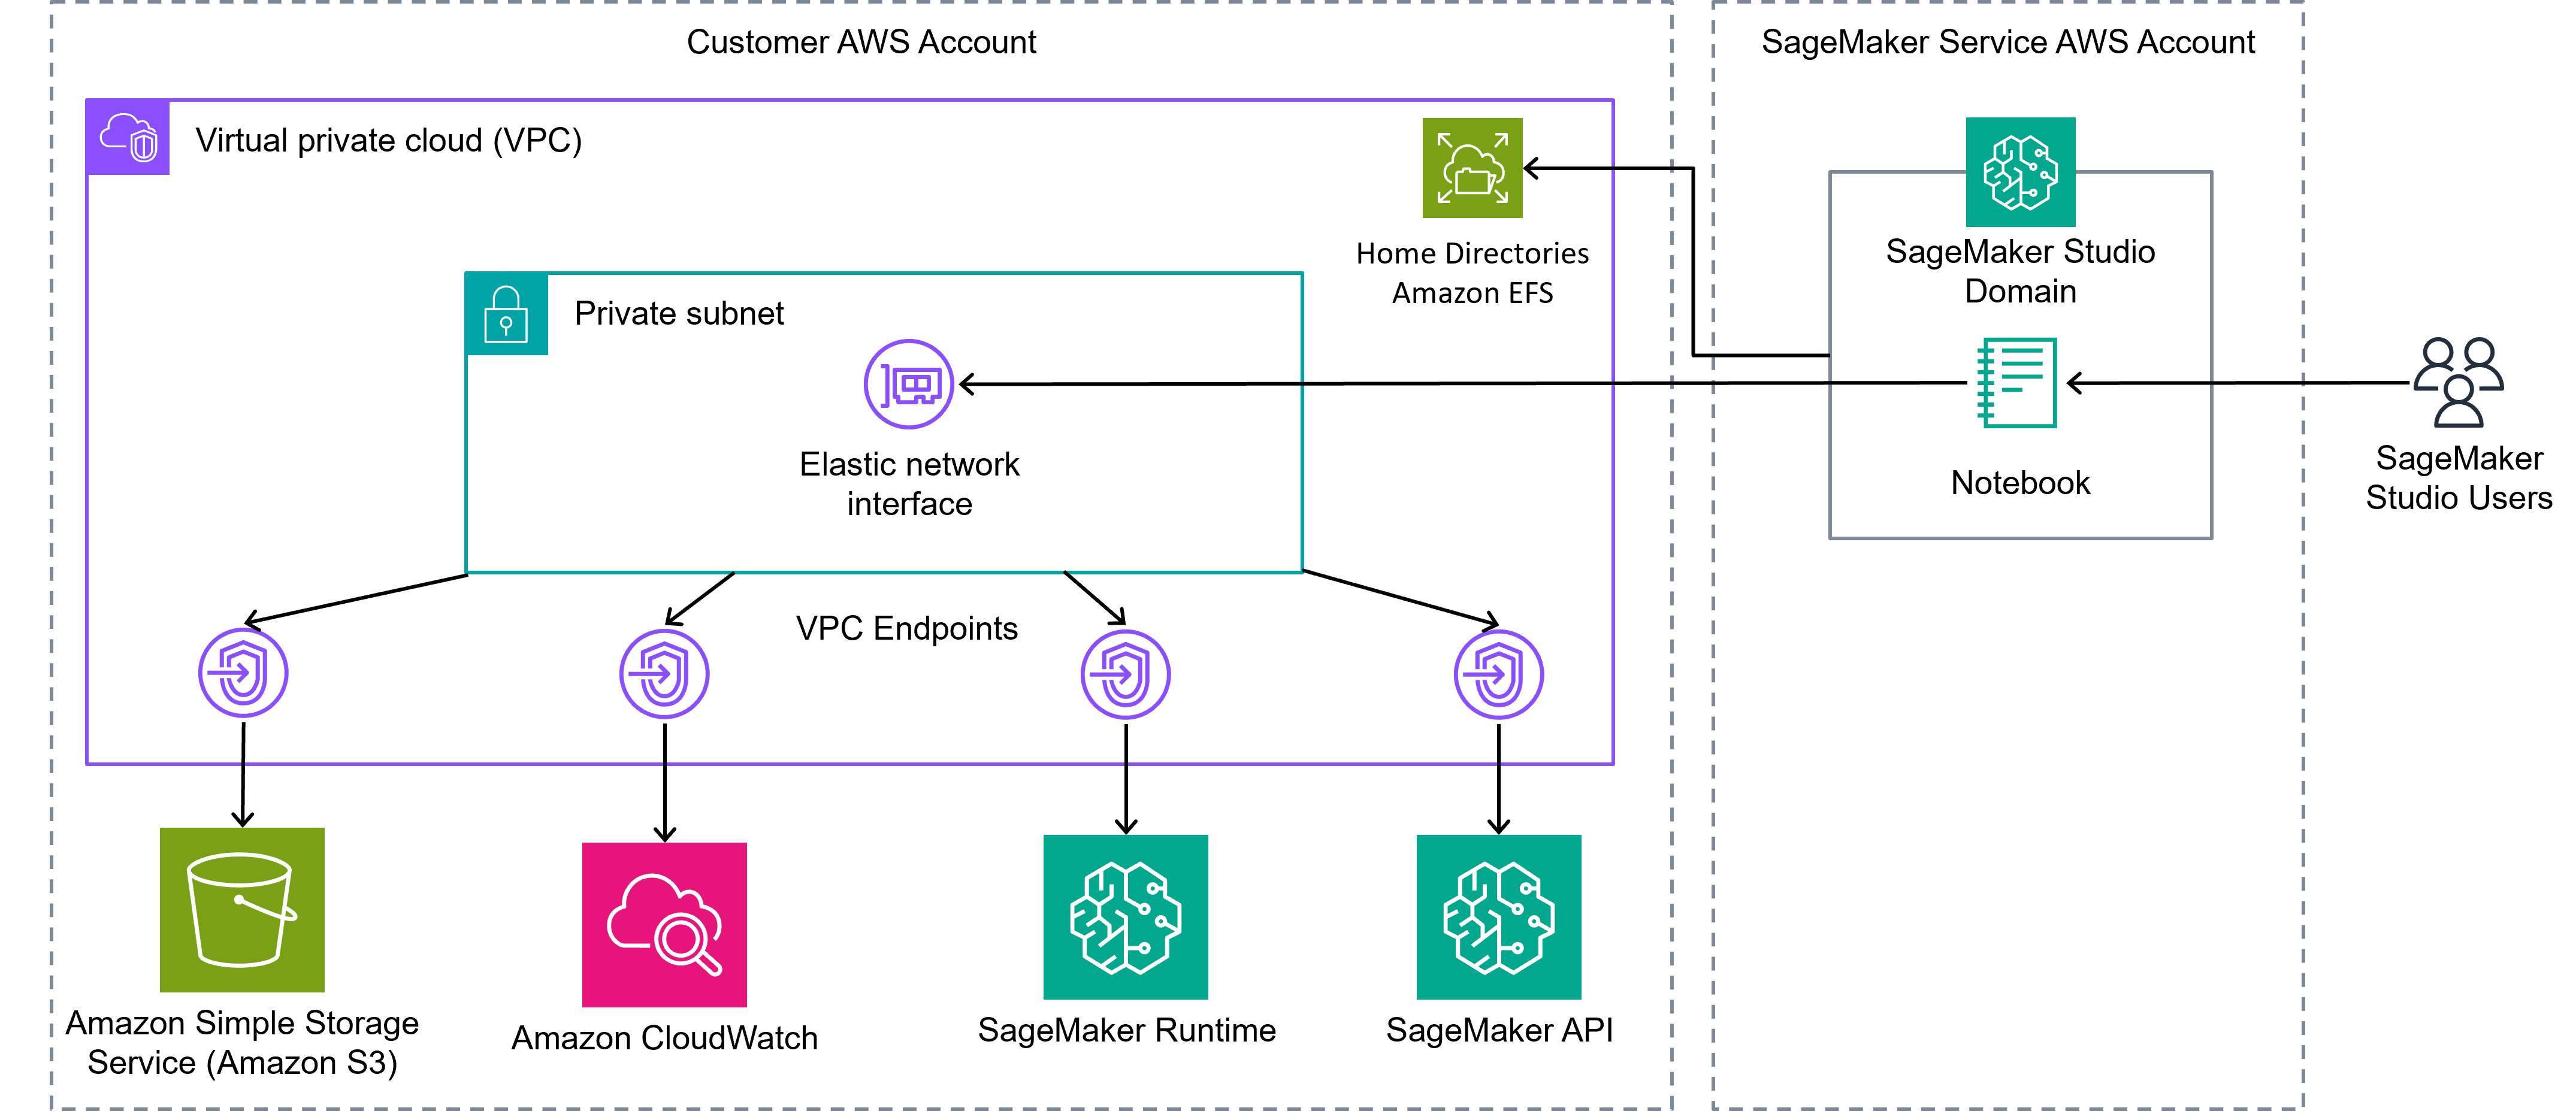 Customer AWS Account
SageMaker Service AWS Account
Virtual private cloud (VPC)
Home Directories
Amazon EFS
SageMaker Studio
Domain
Private subnet
Elastic network
interface
Notebook
SageMaker
Studio Users
VPC Endpoints
Amazon Simple Storage
Service (Amazon S3)
Amazon CloudWatch
SageMaker Runtime
SageMaker API